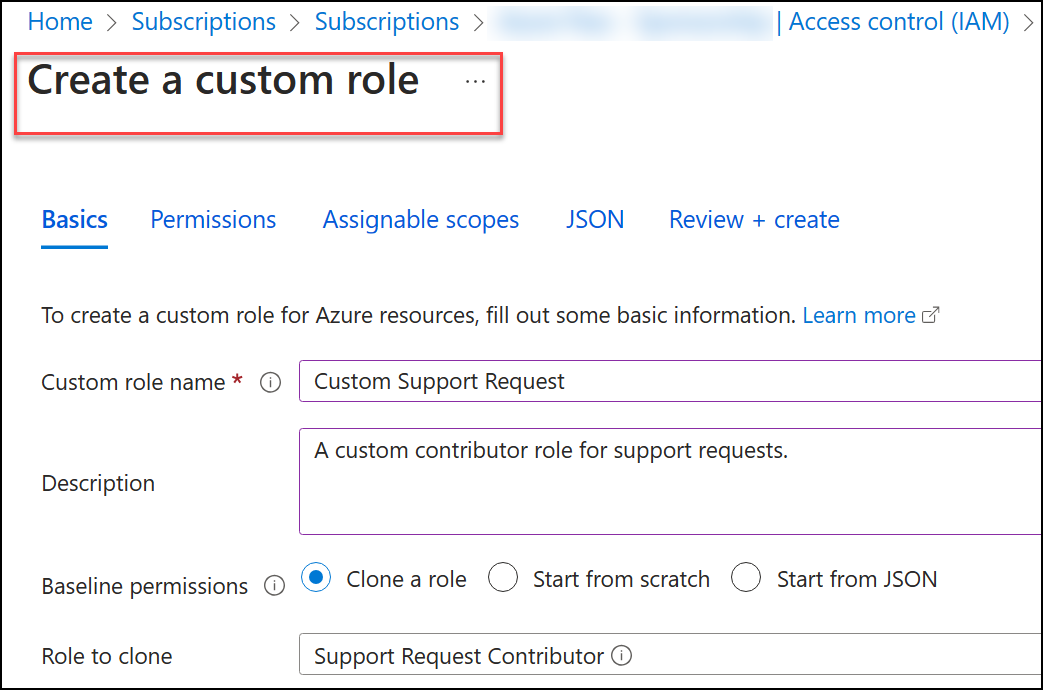 Home > Subscriptions > Subscriptions > | Access control (IAM) >
Create a custom role ...
Basics Permissions Assignable scopes JSON Review + create
To create a custom role for Azure resources, fill out some basic information. Learn more
Custom role name * Custom Support Request
A custom contributor role for support requests.
Description
Baseline permissions Clone a role Start from scratch Start from JSON
Role to clone Support Request Contributor